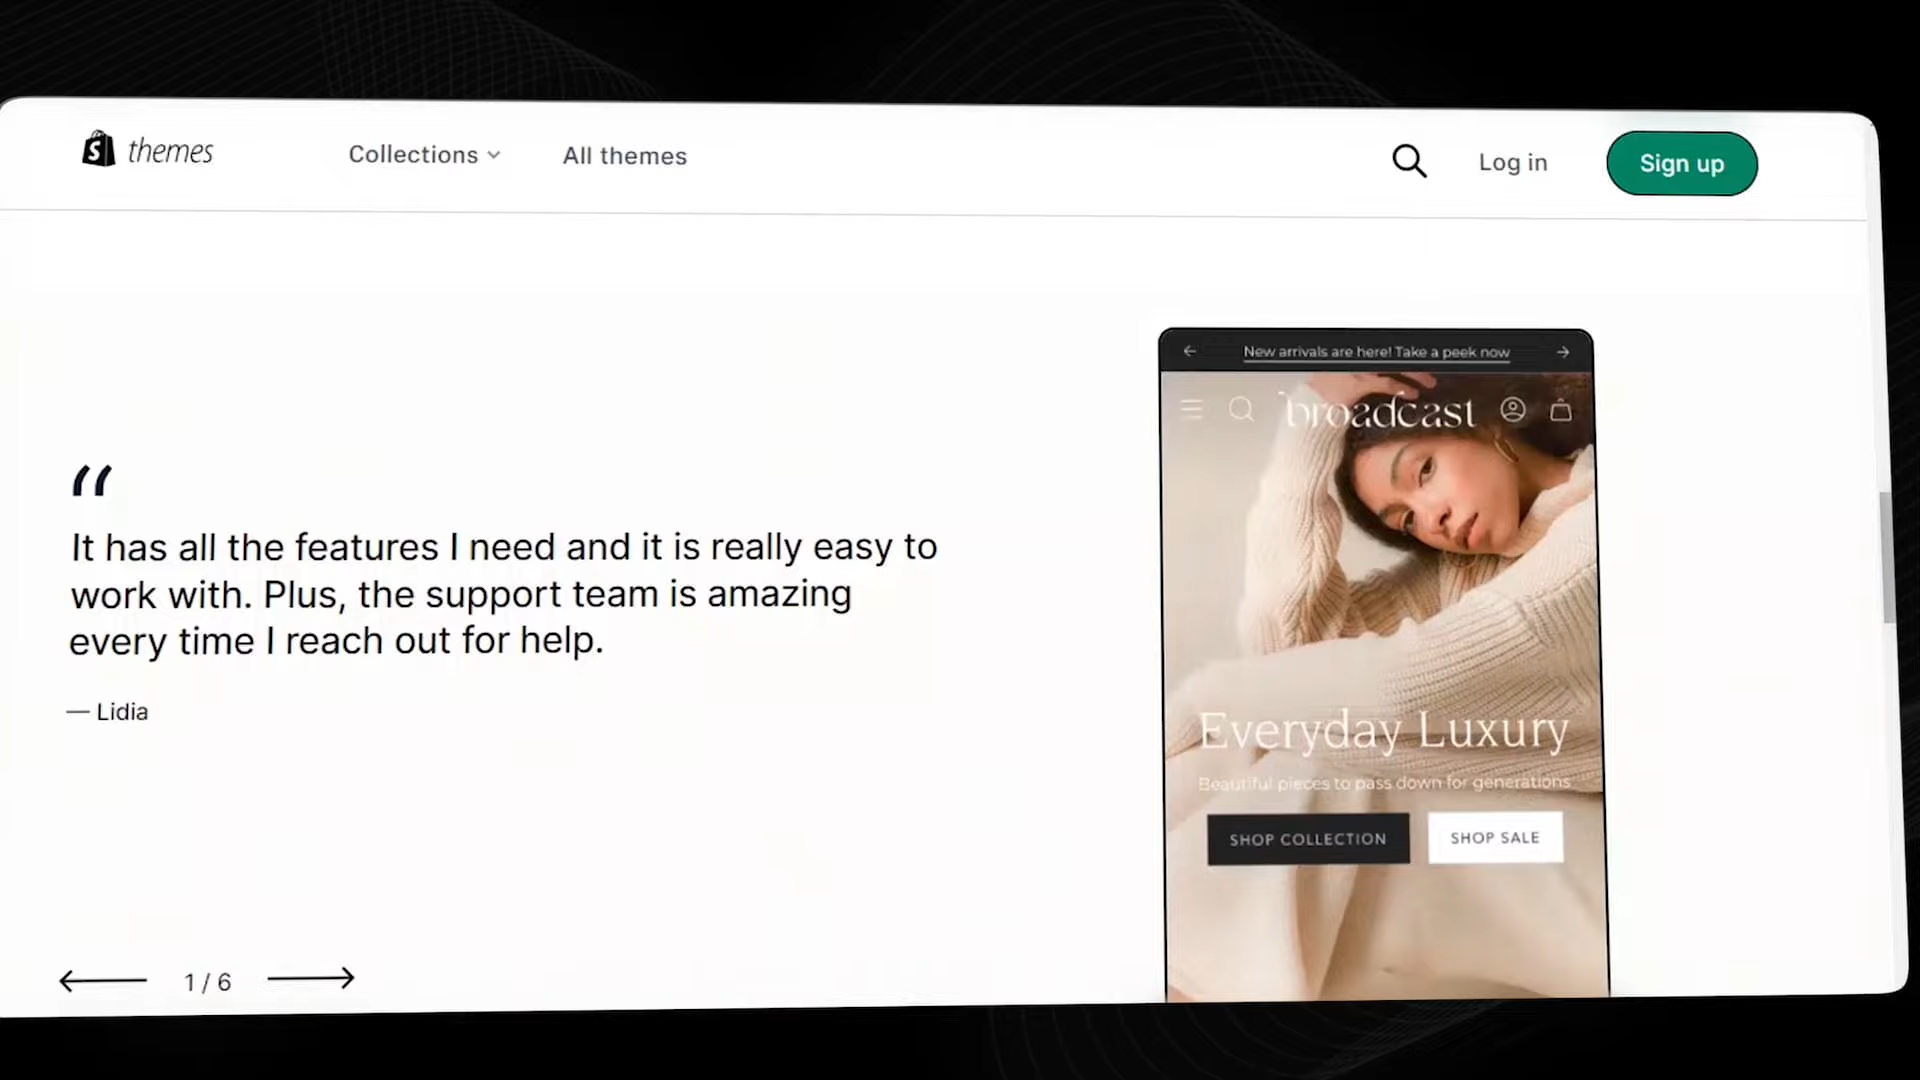 themes
Collections
All themes
Log in
Sign up
“
It has all the features I need and it is really easy to
work with. Plus, the support team is amazing
every time I reach out for help.
— Lidia
← 1 / 6 →
← New arrivals are here! Take a peek now →
broadcast
Everyday Luxury
Beautiful pieces to pass down for generations
SHOP COLLECTION
SHOP SALE